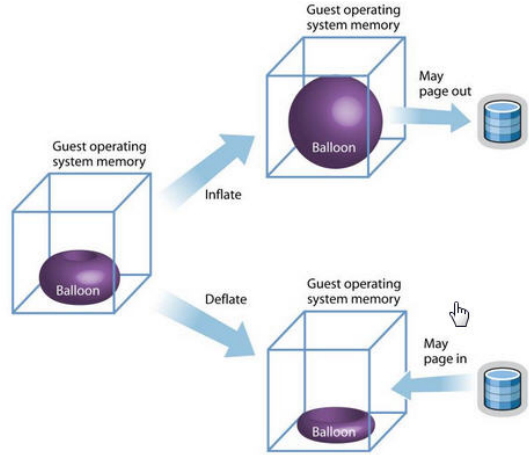 Guest operating
system memory
May
page out
Balloon
Guest operating
system memory
Inflate
Balloon
Deflate
Guest operating
system memory
May
page in
Balloon